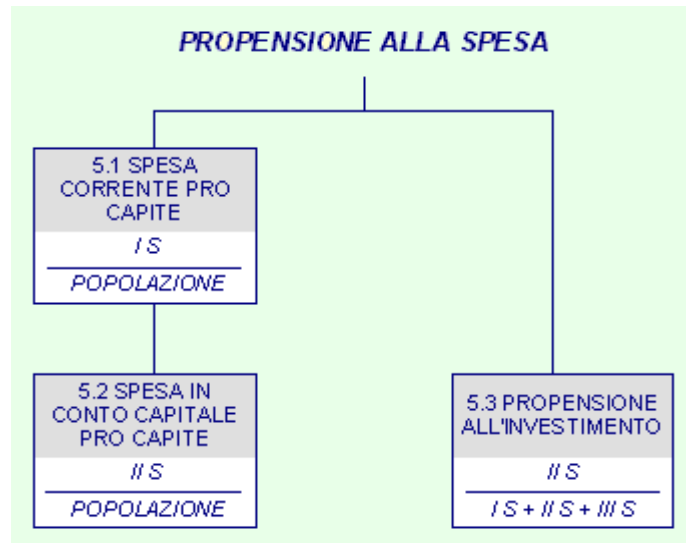 PROPENSIONE ALLA SPESA
5.1 SPESA
CORRENTE PRO
CAPITE
I S
POPOLAZIONE
5.2 SPESA IN
CONTO CAPITALE
PRO CAPITE
II S
POPOLAZIONE
5.3 PROPENSIONE
ALL'INVESTIMENTO
II S
I S + II S + III S